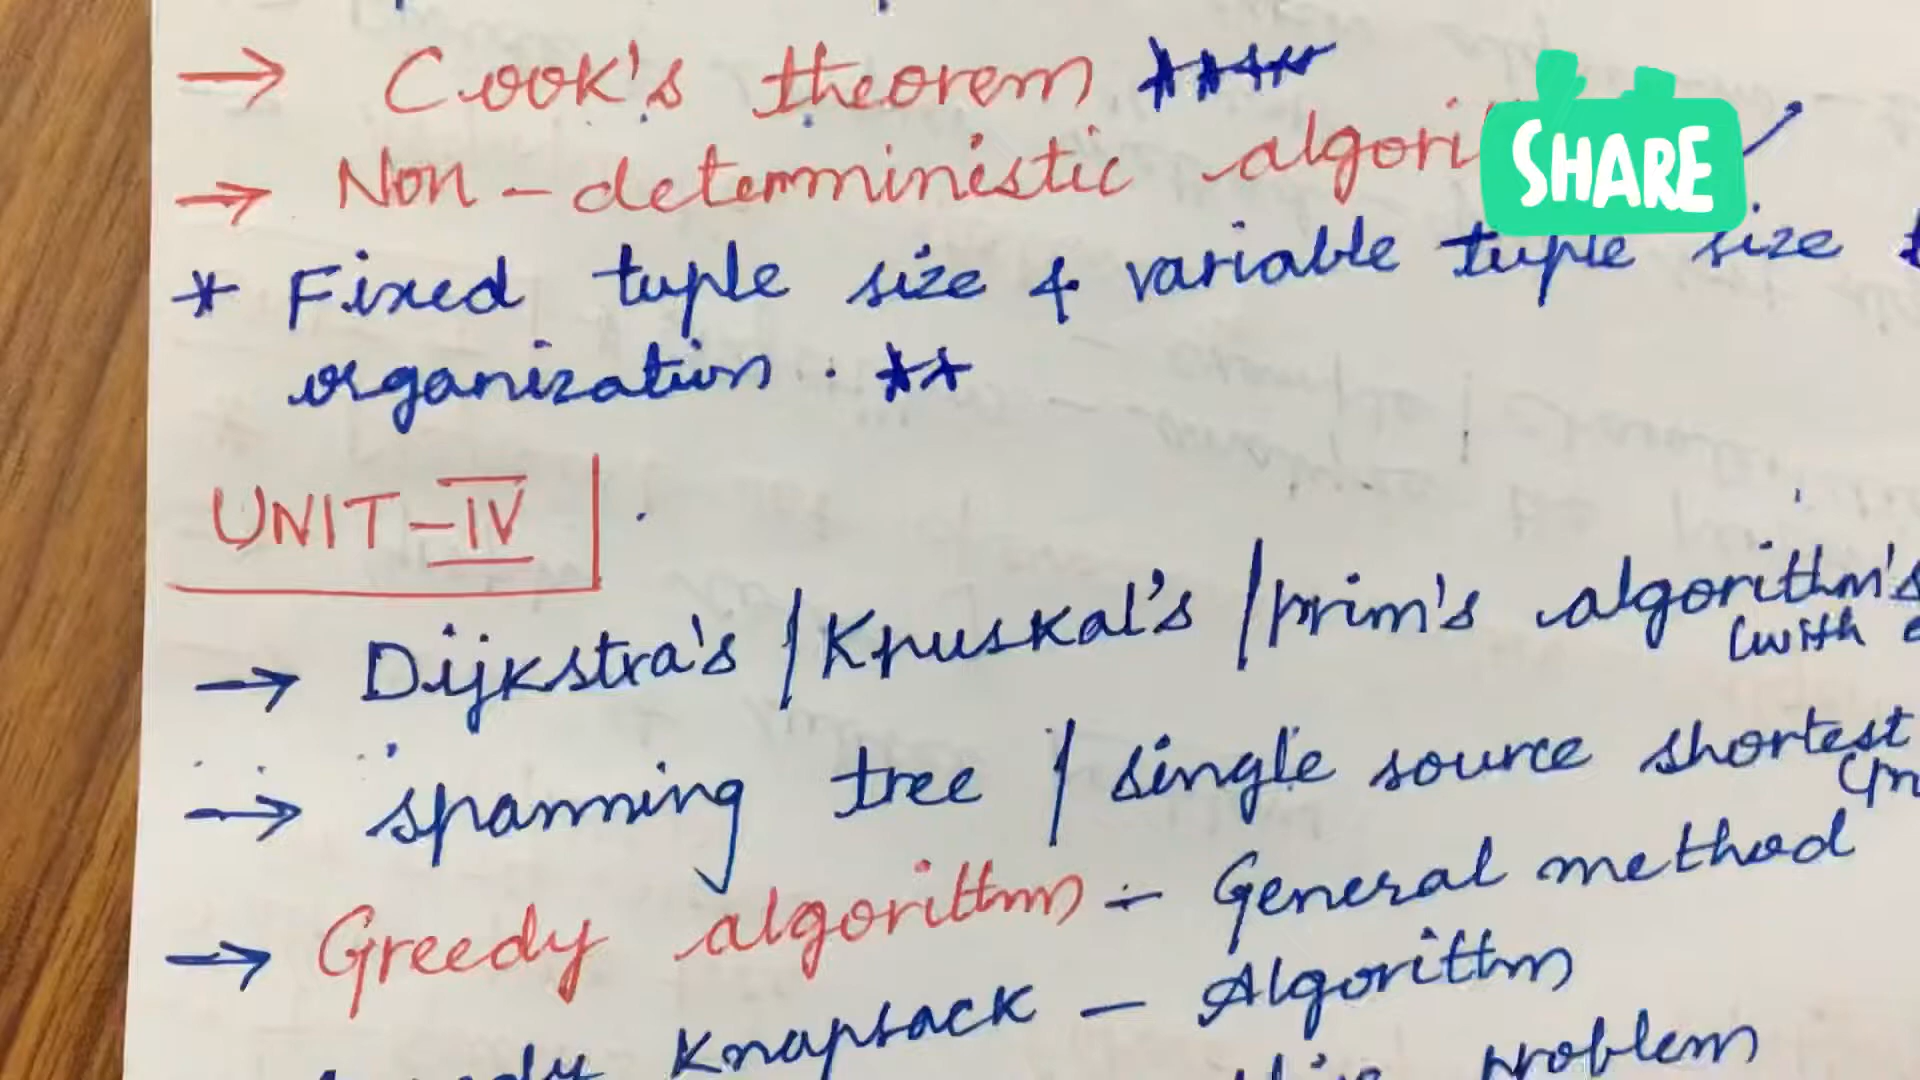 → Cook's theorem ****
→ Non-deterministic algori
SHARE
* Fixed tuple size & variable tuple size
organization. **
UNIT-IV
→ Dijkstra's / Kruskal's / prim's algorithm's
(with
→ spanning tree / single source shortest
→ Greedy algorithm - General method
Knapsack - Algorithm
problem